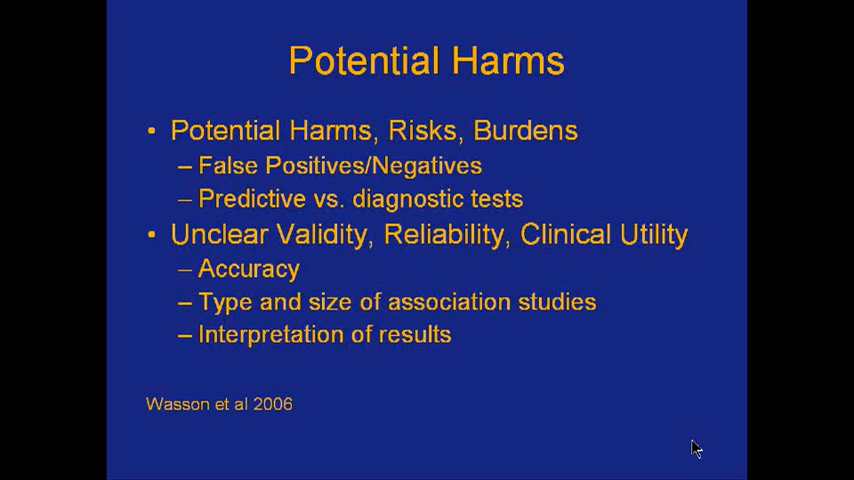 Potential Harms
• Potential Harms, Risks, Burdens
– False Positives/Negatives
– Predictive vs. diagnostic tests
• Unclear Validity, Reliability, Clinical Utility
– Accuracy
– Type and size of association studies
– Interpretation of results
Wasson et al 2006